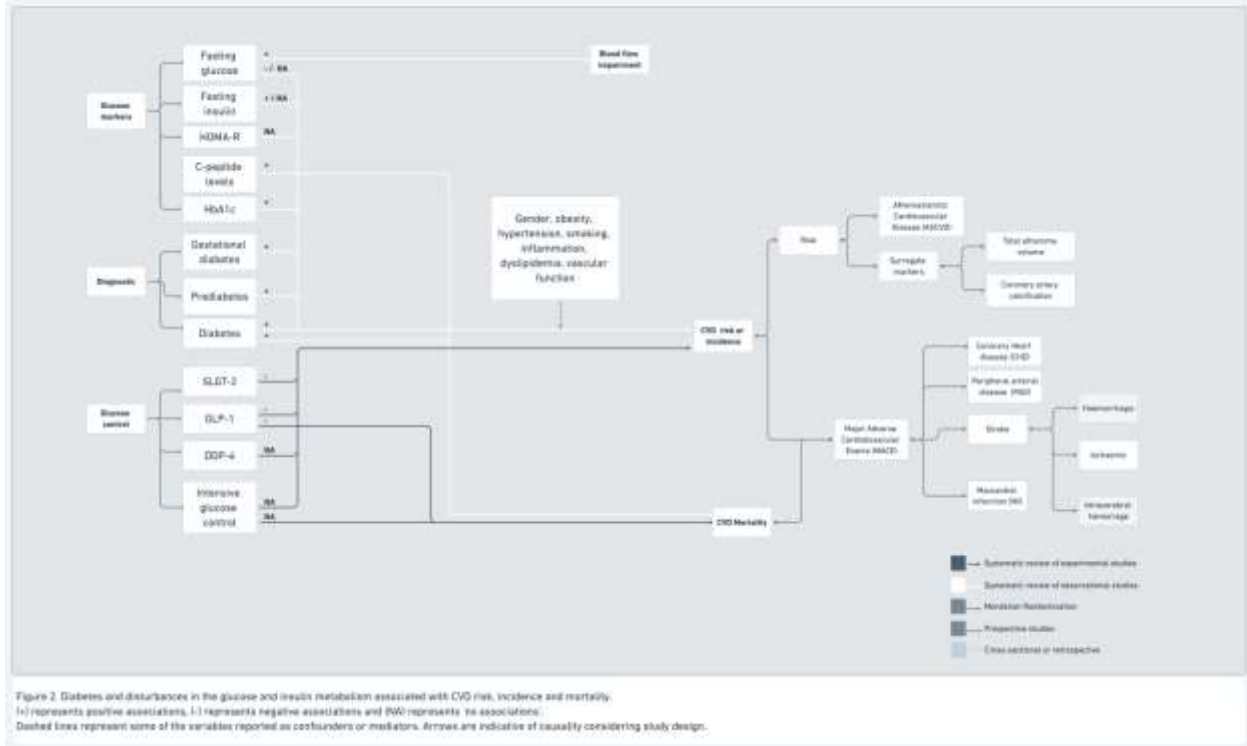 Fasting
glucose
+
-/ NA
Blood flow
impairment
Fasting
insulin
+ / NA
Glucose
markers
HOMA-R
NA
C-peptide
levels
+
HbA1c
+
Gender, obesity,
hypertension, smoking,
inflammation,
dyslipidemia, vascular
function
Gestational
diabetes
+
Diagnostic
Prediabetes
+
Diabetes
+
+
Risk
Atherosclerotic
Cardiovascular
Disease (ASCVD)
Surrogate
markers
Total atheroma
volume
Coronary artery
calcification
CVD risk or
incidence
SLGT-2
-
Glucose
control
GLP-1
-
-
DDP-4
NA
Intensive
glucose
control
NA
NA
CVD Mortality
Major Adverse
Cardiovascular
Events (MACE)
Coronary Heart
disease (CHD)
Peripheral arterial
disease (PAD)
Stroke
Myocardial
infarction (MI)
Haemorrhagic
Ischaemic
Intracerebral
hemorrhage
Systematic review of experimental studies
Systematic review of observational studies
Mendelian Randomisation
Prospective studies
Cross-sectional or retrospective
Figure 2. Diabetes and disturbances in the glucose and insulin metabolism associated with CVD risk, incidence and mortality.
(+) represents positive associations, (-) represents negative associations and (NA) represents 'no associations'.
Dashed lines represent some of the variables reported as confounders or mediators. Arrows are indicative of causality considering study design.